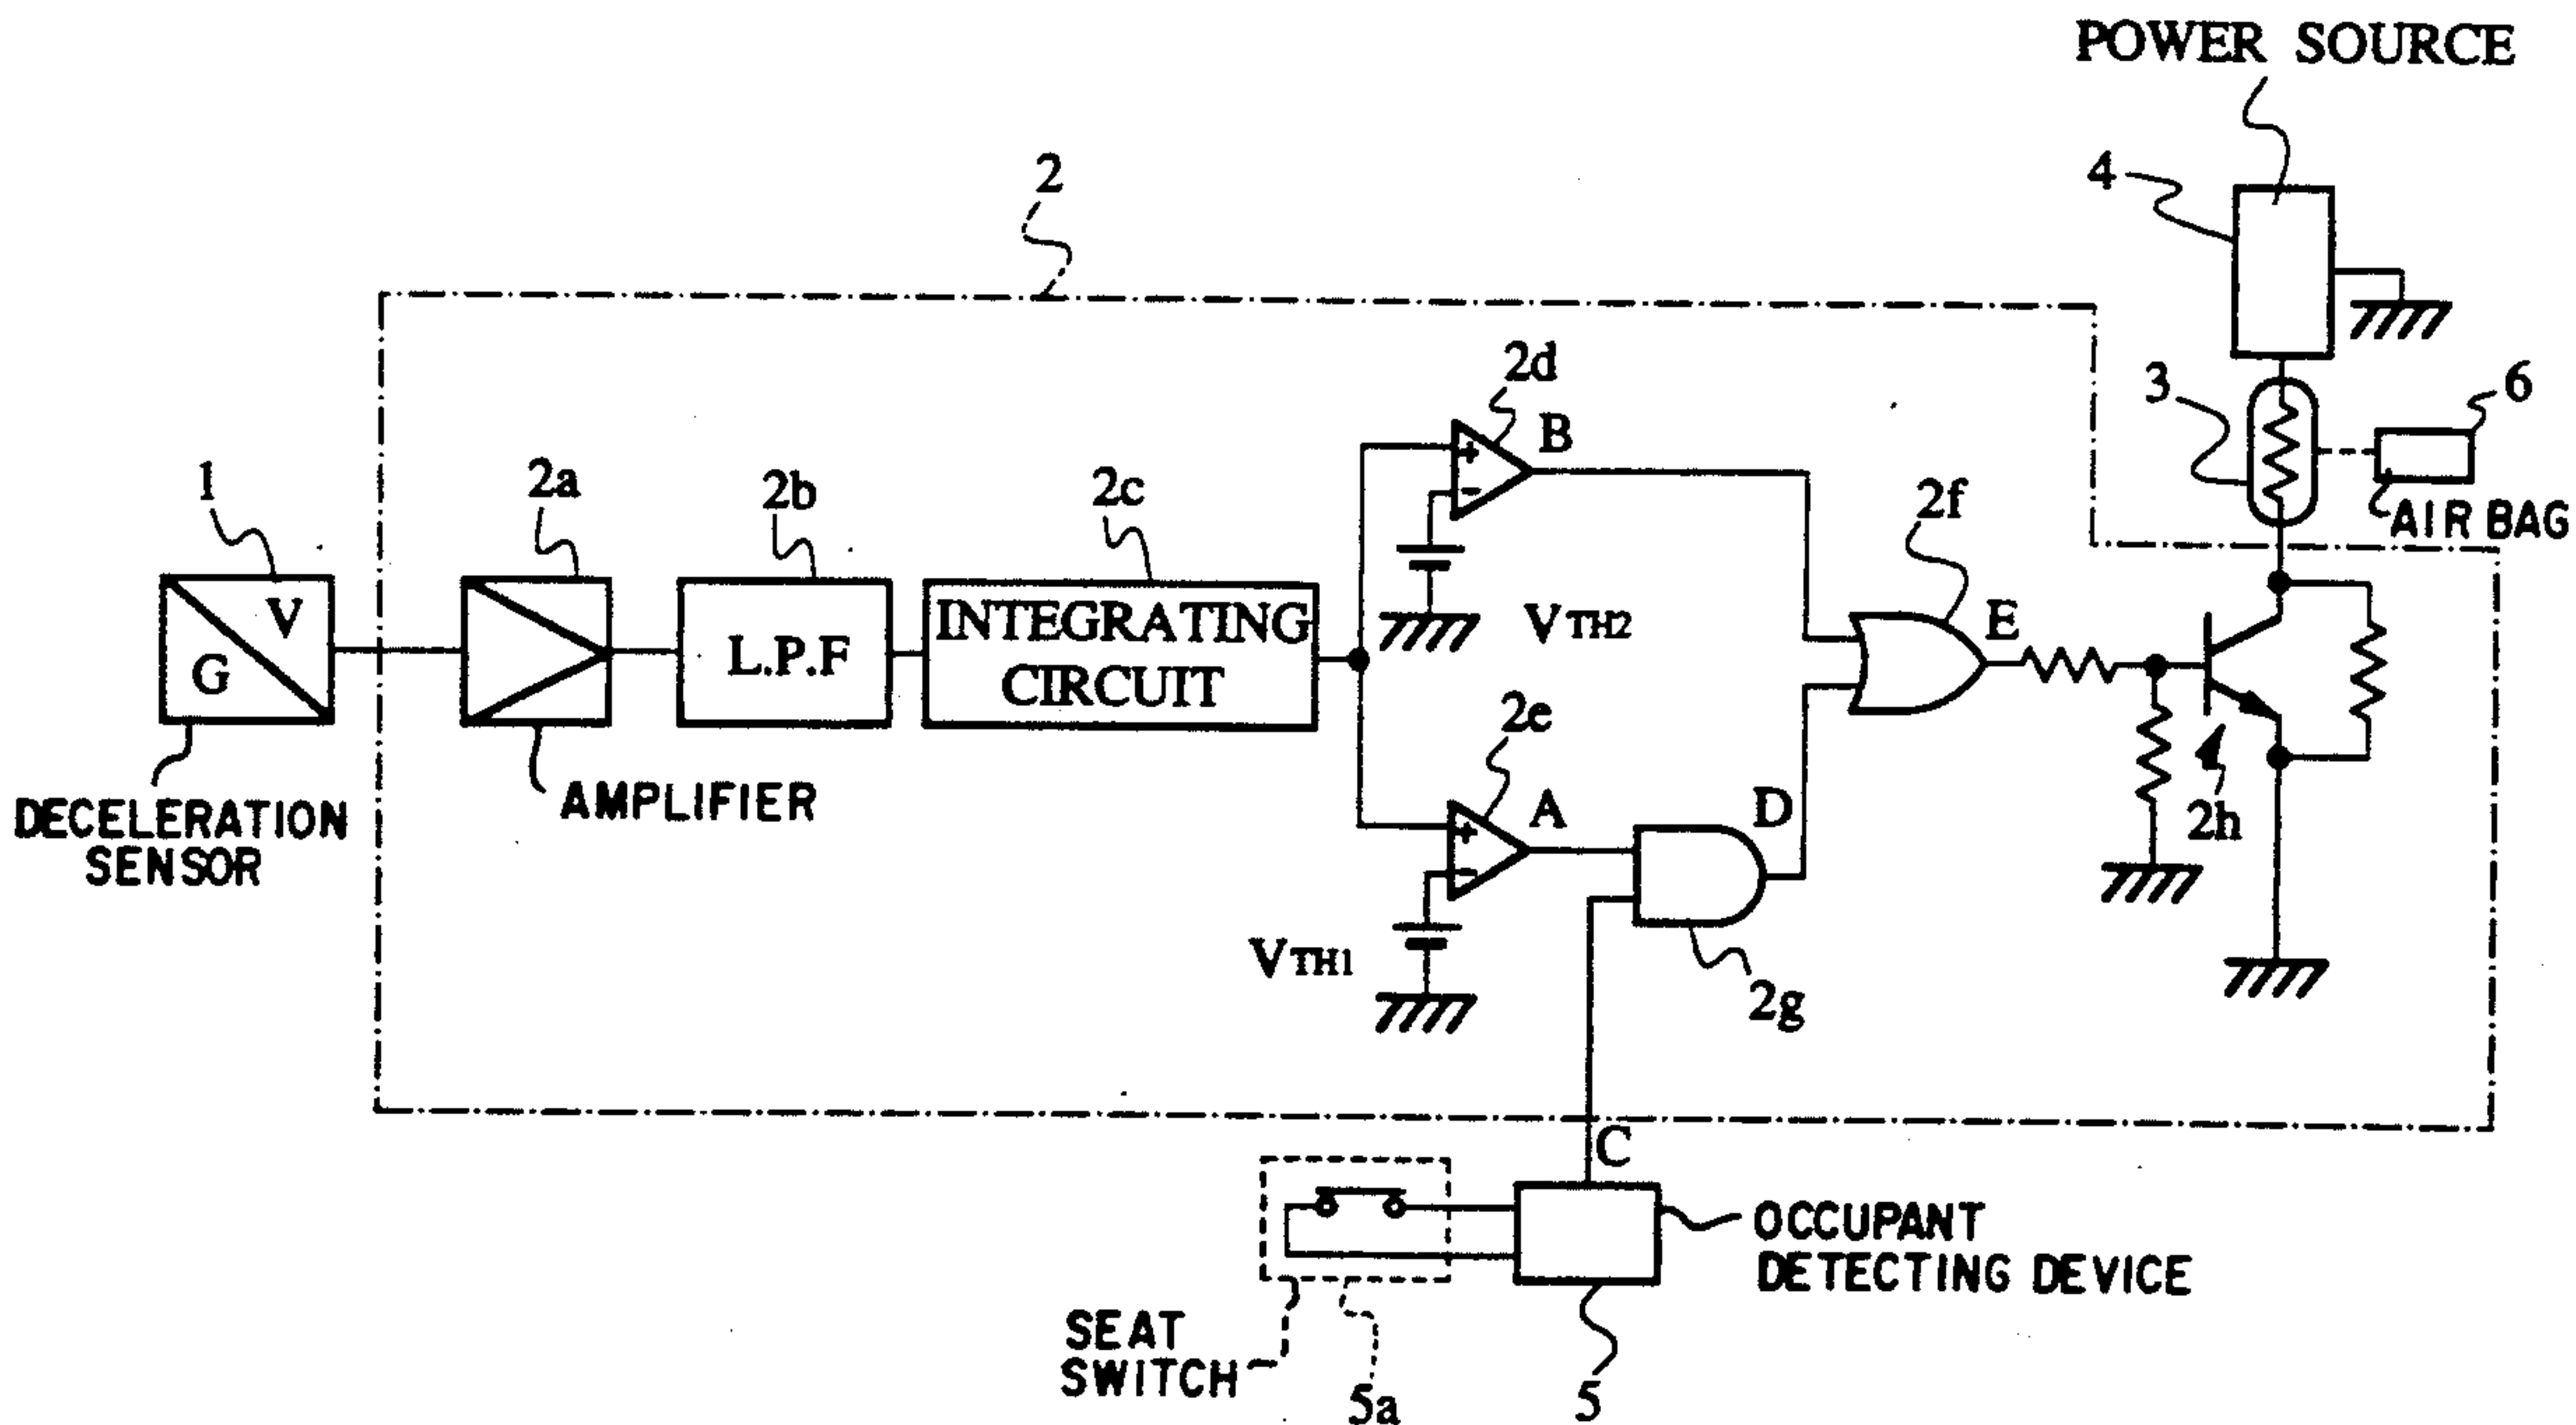 POWER SOURCE
2
4
2d
3
6
B
1
2a
2b
2c
2f
AIR BAG
V
G
L.P.F
INTEGRATING
CIRCUIT
+
-
VTH2
E
2e
DECELERATION
SENSOR
AMPLIFIER
A
D
2h
+
-
VTH1
2g
C
OCCUPANT
DETECTING DEVICE
SEAT
SWITCH
5a
5